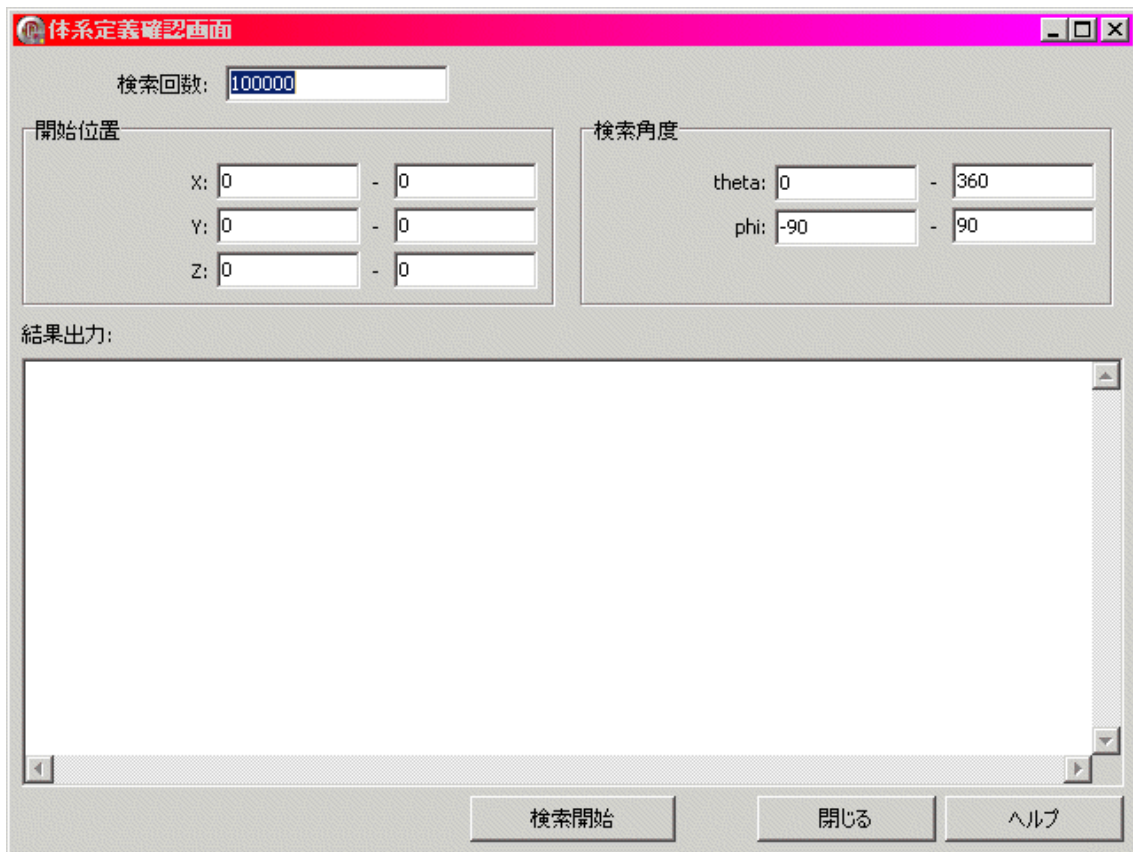 体系定義確認画面
検索回数: 100000
開始位置
X: 0 - 0
Y: 0 - 0
Z: 0 - 0
検索角度
theta: 0 - 360
phi: -90 - 90
結果出力:
検索開始 閉じる ヘルプ